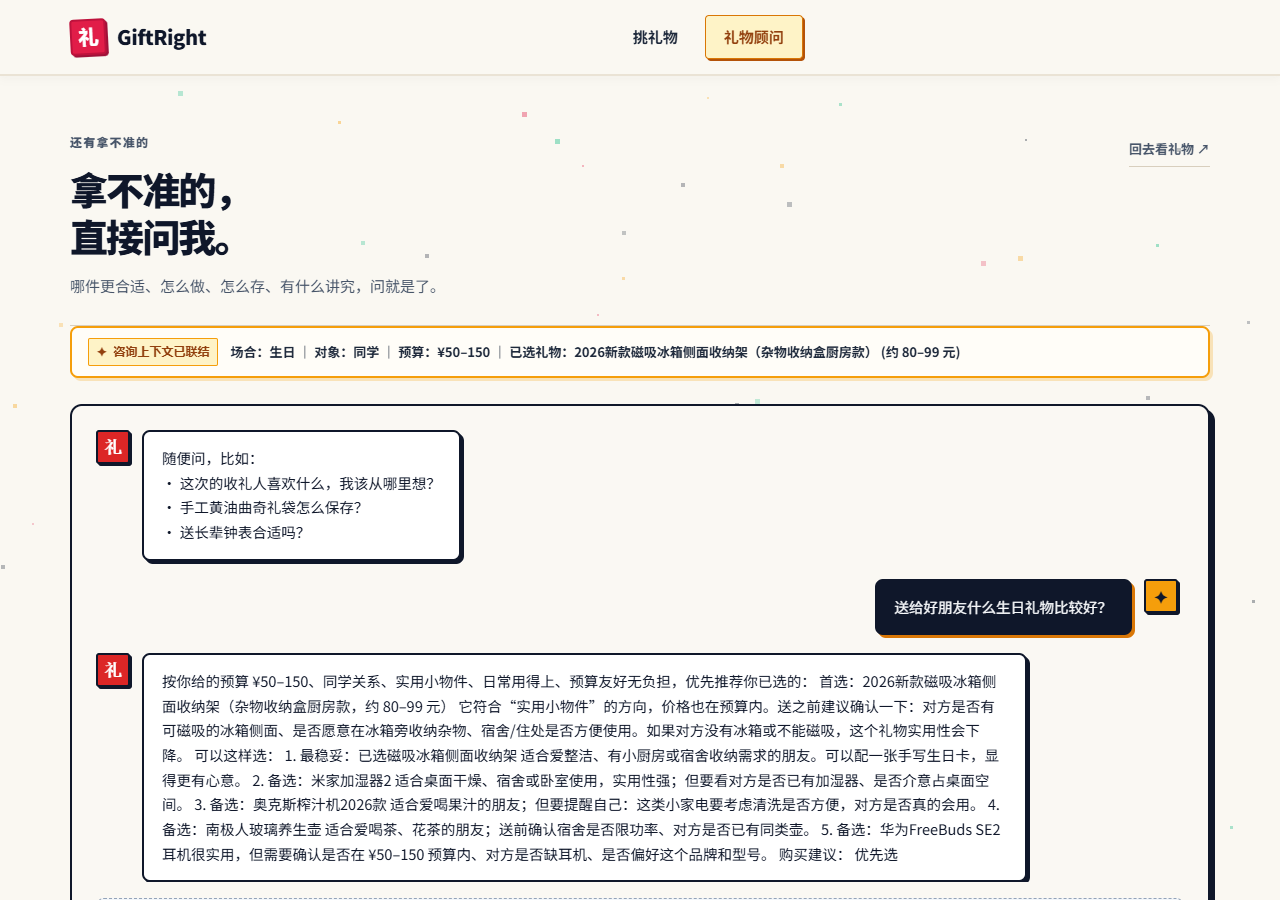 礼 GiftRight
挑礼物
礼物顾问
还有拿不准的
回去看礼物 ↗
拿不准的，
直接问我。
哪件更合适、怎么做、怎么存、有什么讲究，问就是了。
✦ 咨询上下文已联结 场合：生日 | 对象：同学 | 预算：¥50–150 | 已选礼物：2026新款磁吸冰箱侧面收纳架（杂物收纳盒厨房款） (约 80–99 元)
礼
随便问，比如：
· 这次的收礼人喜欢什么，我该从哪里想？
· 手工黄油曲奇礼袋怎么保存？
· 送长辈钟表合适吗？
送给好朋友什么生日礼物比较好？
✦
礼
按你给的预算 ¥50–150、同学关系、实用小物件、日常用得上、预算友好无负担，优先推荐你已选的： 首选：2026新款磁吸冰箱侧
面收纳架（杂物收纳盒厨房款，约 80–99 元） 它符合“实用小物件”的方向，价格也在预算内。送之前建议确认一下：对方是否有
可磁吸的冰箱侧面、是否愿意在冰箱旁收纳杂物、宿舍/住处是否方便使用。如果对方没有冰箱或不能磁吸，这个礼物实用性会下
降。 可以这样选： 1. 最稳妥：已选磁吸冰箱侧面收纳架 适合爱整洁、有小厨房或宿舍收纳需求的朋友。可以配一张手写生日卡，显
得更有心意。 2. 备选：米家加湿器2 适合桌面干燥、宿舍或卧室使用，实用性强；但要看对方是否已有加湿器、是否介意占桌面空
间。 3. 备选：奥克斯榨汁机2026款 适合爱喝果汁的朋友；但要提醒自己：这类小家电要考虑清洗是否方便，对方是否真的会用。 4.
备选：南极人玻璃养生壶 适合爱喝茶、花茶的朋友；送前确认宿舍是否限功率、对方是否已有同类壶。 5. 备选：华为FreeBuds SE2
耳机很实用，但需要确认是否在 ¥50–150 预算内、对方是否缺耳机、是否偏好这个品牌和型号。 购买建议： 优先选